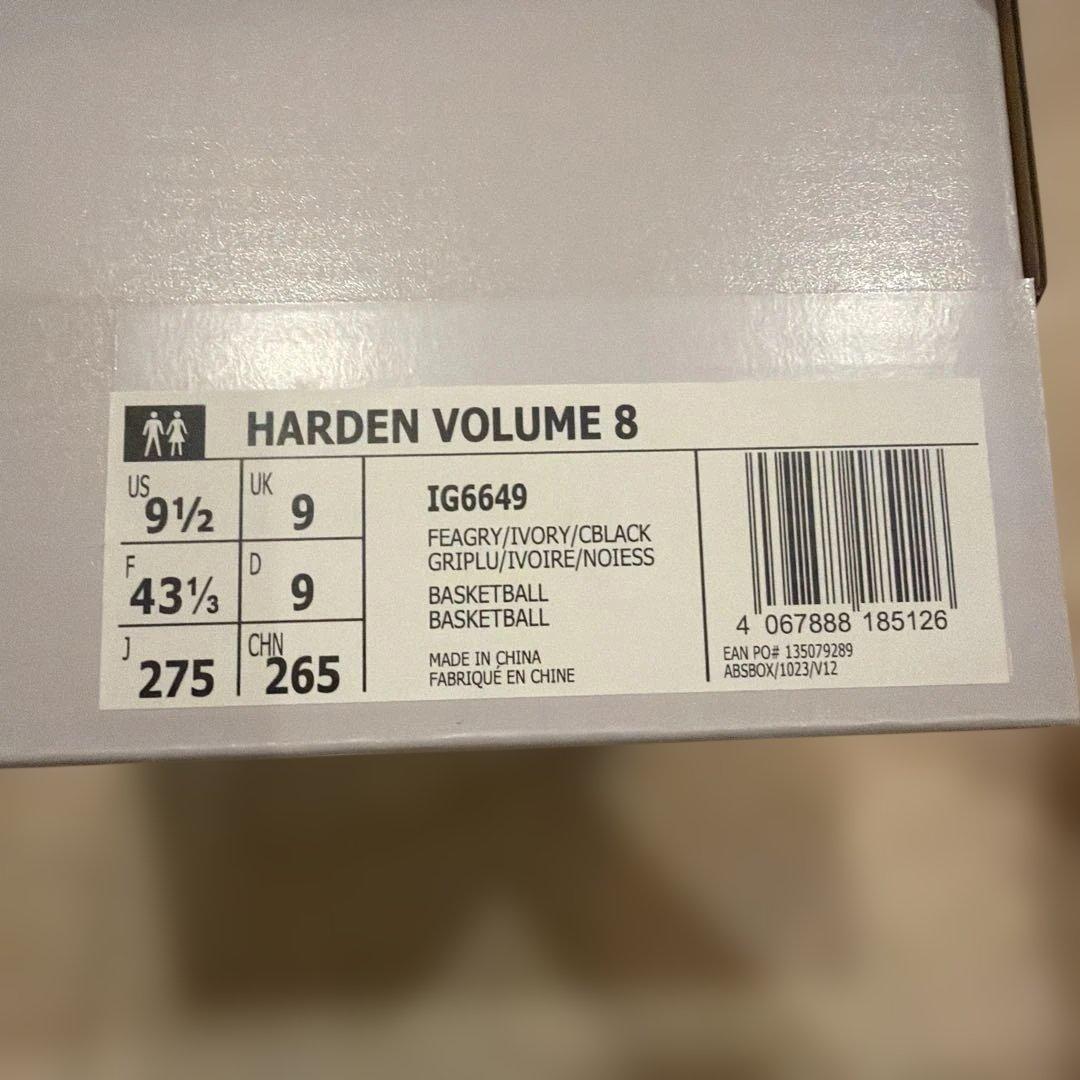 HARDEN VOLUME 8
US 9½
UK 9
F 43⅓
D 9
J 275
CHN 265
IG6649
FEAGRY/IVORY/CBLACK
GRIPLU/IVOIRE/NOIESS
BASKETBALL
BASKETBALL
MADE IN CHINA
FABRIQUÉ EN CHINE
4 067888 185126
EAN PO# 135079289
ABSBOX/1023/V12